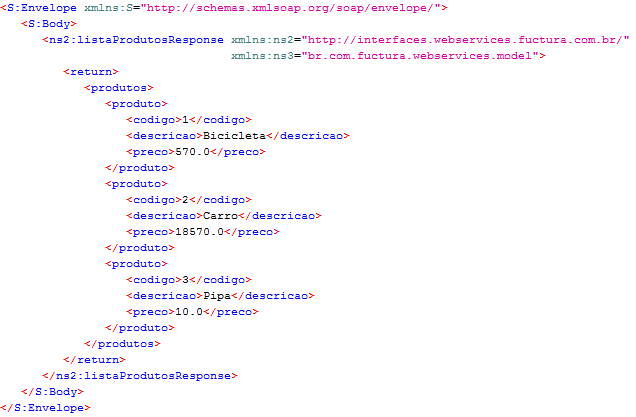 <S:Envelope xmlns:S="http://schemas.xmlsoap.org/soap/envelope/">
<S:Body>
<ns2:listaProdutosResponse xmlns:ns2="http://interfaces.webservices.fuctura.com.br/"
xmlns:ns3="br.com.fuctura.webservices.model">
<return>
<produtos>
<produto>
<codigo>1</codigo>
<descricao>Bicicleta</descricao>
<preco>570.0</preco>
</produto>
<produto>
<codigo>2</codigo>
<descricao>Carro</descricao>
<preco>18570.0</preco>
</produto>
<produto>
<codigo>3</codigo>
<descricao>Pipa</descricao>
<preco>10.0</preco>
</produto>
</produtos>
</return>
</ns2:listaProdutosResponse>
</S:Body>
</S:Envelope>